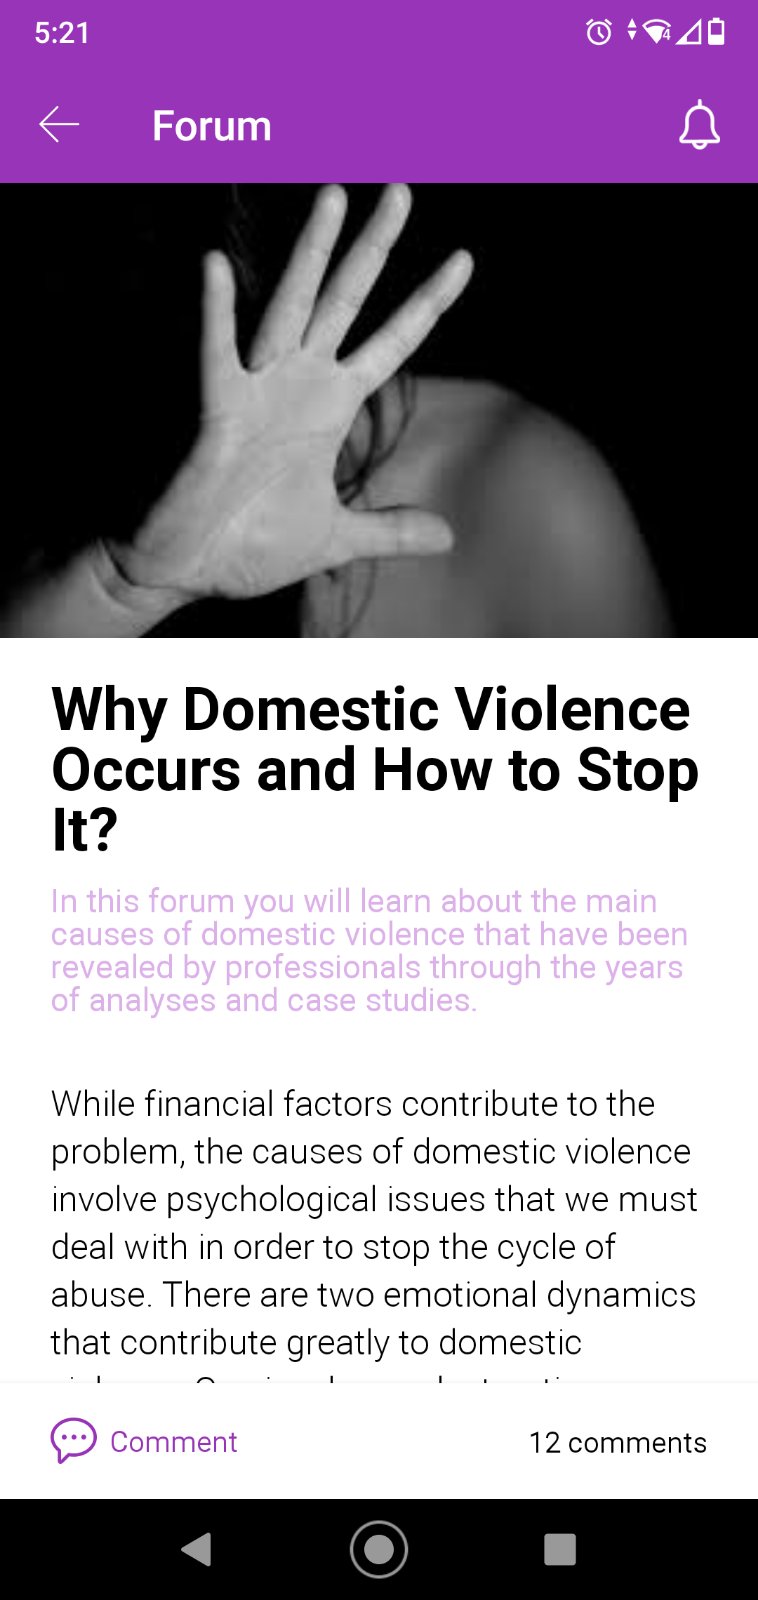 5:21
4
Forum
Why Domestic Violence
Occurs and How to Stop
It?
In this forum you will learn about the main
causes of domestic violence that have been
revealed by professionals through the years
of analyses and case studies.
While financial factors contribute to the
problem, the causes of domestic violence
involve psychological issues that we must
deal with in order to stop the cycle of
abuse. There are two emotional dynamics
that contribute greatly to domestic
Comment
12 comments